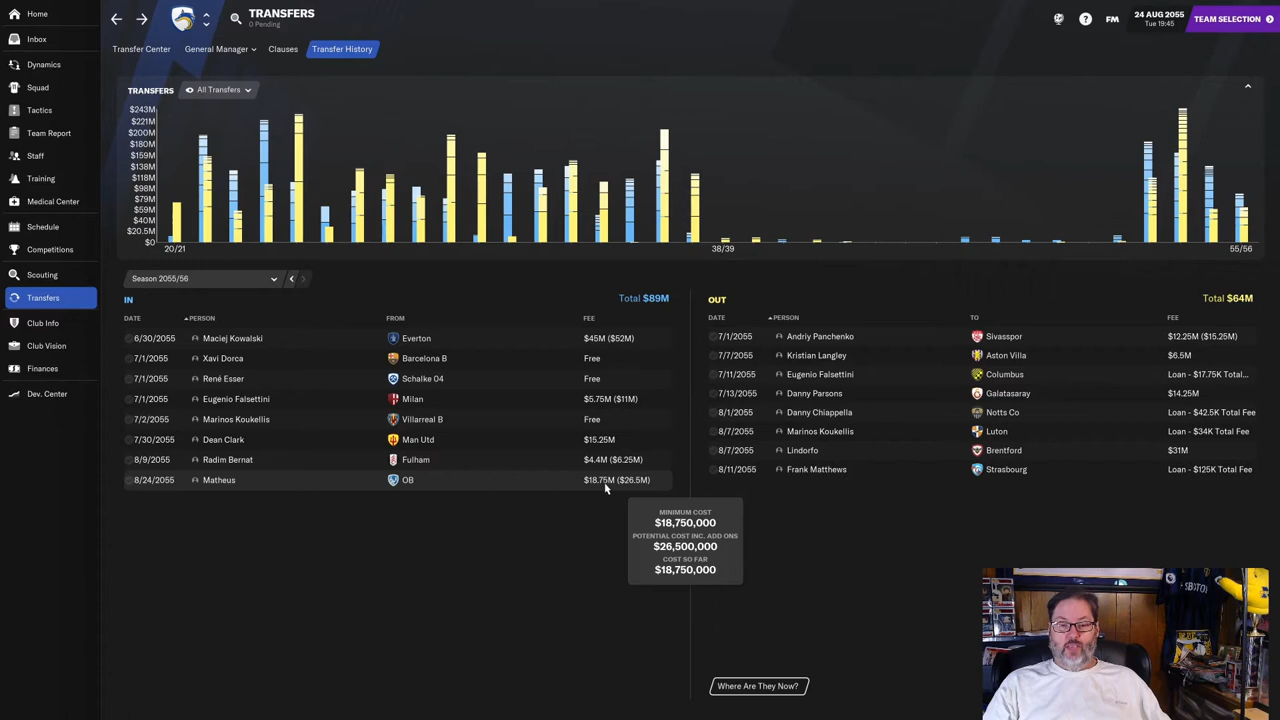 Home
Inbox
Dynamics
Squad
Tactics
Team Report
Staff
Training
Medical Center
Schedule
Competitions
Scouting
Transfers
Club Info
Club Vision
Finances
Dev. Center
TRANSFERS
0 Pending
? FM 24 AUG 2055
Tue 19:45
TEAM SELECTION
Transfer Center General Manager Clauses Transfer History
TRANSFERS All Transfers
$243M
$221M
$200M
$180M
$159M
$138M
$118M
$98M
$79M
$59M
$40M
$20.5M
$0
20/21 38/39 55/56
Season 2055/56
IN Total $89M
DATE PERSON FROM FEE
6/30/2055 Maciej Kowalski Everton $45M ($52M)
7/1/2055 Xavi Dorca Barcelona B Free
7/1/2055 René Esser Schalke 04 Free
7/1/2055 Eugenio Falsettini Milan $5.75M ($11M)
7/2/2055 Marinos Koukellis Villarreal B Free
7/30/2055 Dean Clark Man Utd $15.25M
8/9/2055 Radim Bernat Fulham $4.4M ($6.25M)
8/24/2055 Matheus OB $18.75M ($26.5M)
MINIMUM COST
$18,750,000
POTENTIAL COST INC. ADD ONS
$26,500,000
COST SO FAR
$18,750,000
OUT Total $64M
DATE PERSON TO FEE
7/1/2055 Andriy Panchenko Sivasspor $12.25M ($15.25M)
7/7/2055 Kristian Langley Aston Villa $6.5M
7/11/2055 Eugenio Falsettini Columbus Loan - $17.75K Total...
7/13/2055 Danny Parsons Galatasaray $14.25M
8/1/2055 Danny Chiappella Notts Co Loan - $42.5K Total Fee
8/7/2055 Marinos Koukellis Luton Loan - $34K Total Fee
8/7/2055 Lindorfo Brentford $31M
8/11/2055 Frank Matthews Strasbourg Loan - $125K Total Fee
Where Are They Now?